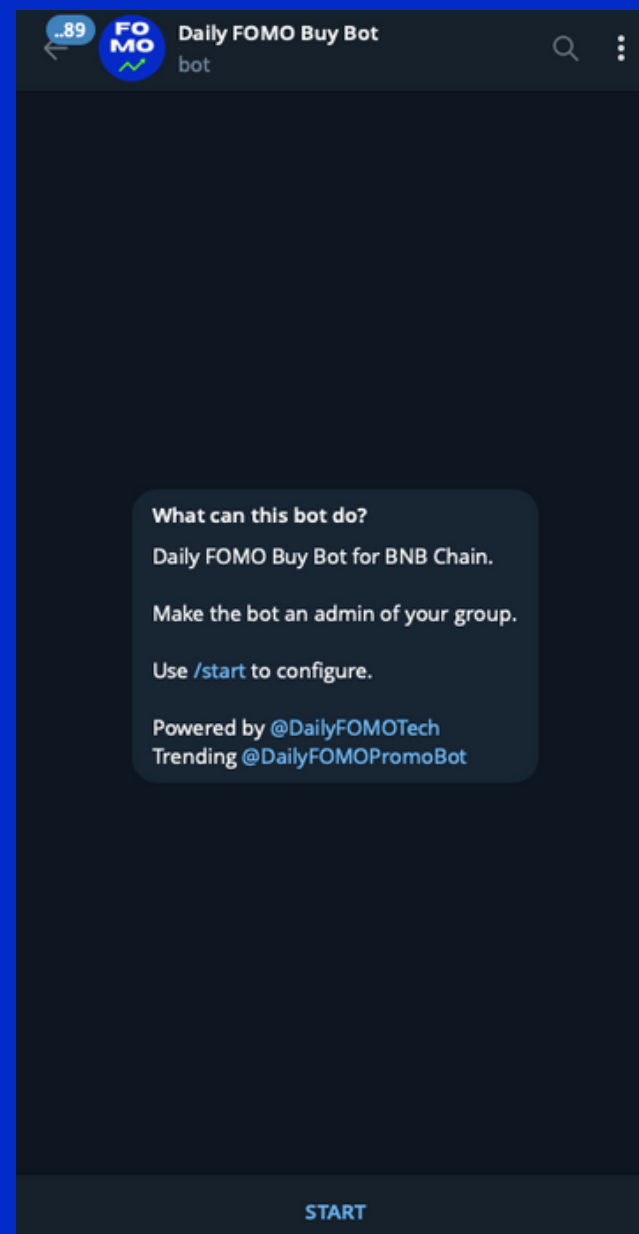 ..89
FO
MO
Daily FOMO Buy Bot
bot
What can this bot do?
Daily FOMO Buy Bot for BNB Chain.
Make the bot an admin of your group.
Use /start to configure.
Powered by @DailyFOMOTech
Trending @DailyFOMOPromoBot
START